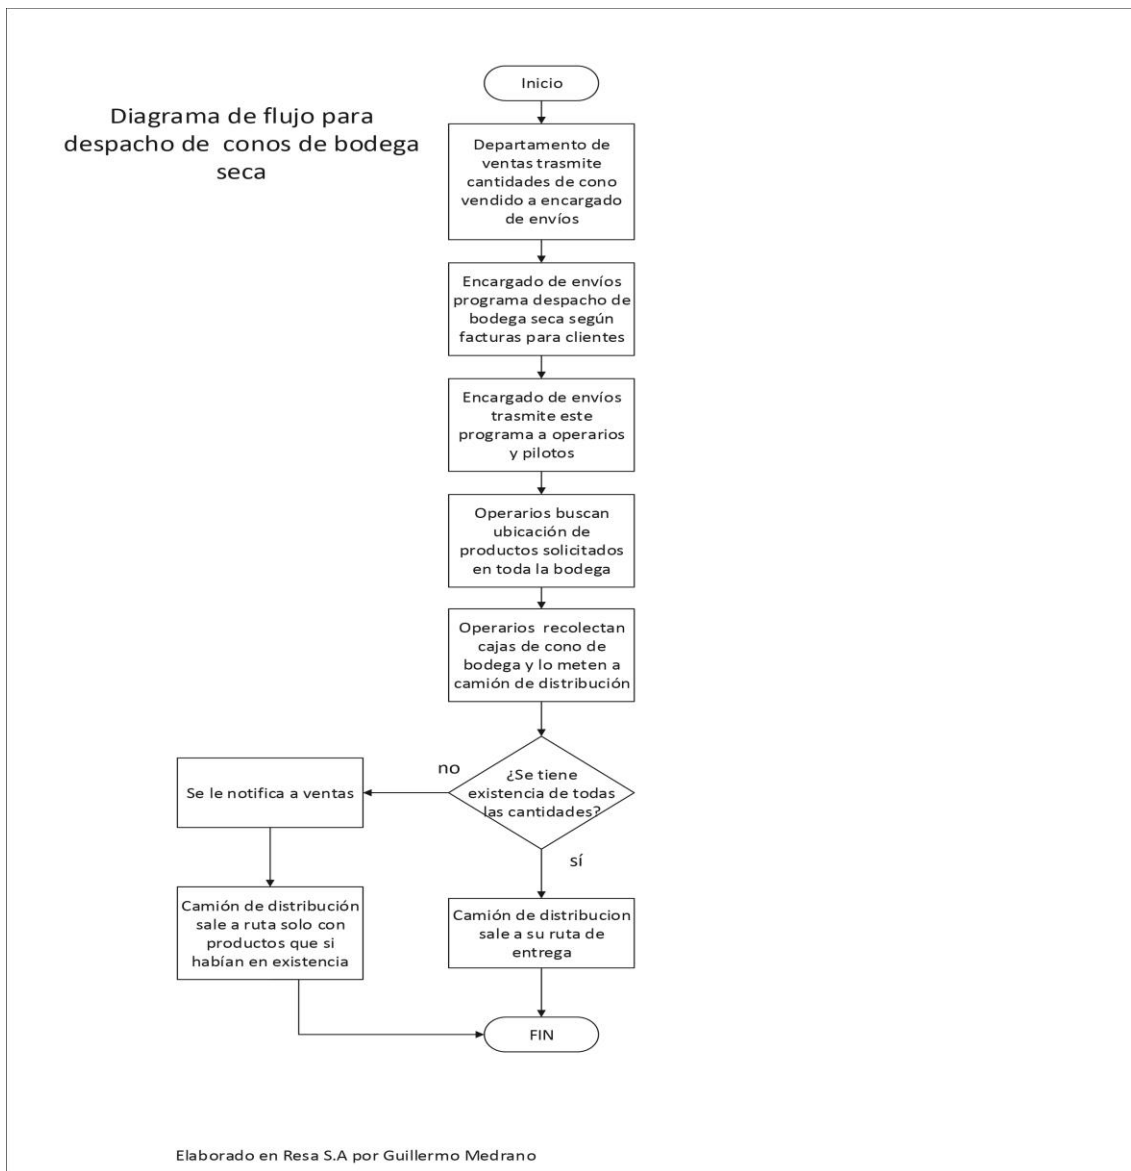 Diagrama de flujo para
despacho de conos de bodega
seca
Inicio
Departamento de
ventas trasmite
cantidades de cono
vendido a encargado
de envíos
Encargado de envíos
programa despacho de
bodega seca según
facturas para clientes
Encargado de envíos
trasmite este
programa a operarios
y pilotos
Operarios buscan
ubicación de
productos solicitados
en toda la bodega
Operarios recolectan
cajas de cono de
bodega y lo meten a
camión de distribución
¿Se tiene
existencia de todas
las cantidades?
no
Se le notifica a ventas
Camión de distribución
sale a ruta solo con
productos que si
habían en existencia
sí
Camión de distribucion
sale a su ruta de
entrega
FIN
Elaborado en Resa S.A por Guillermo Medrano